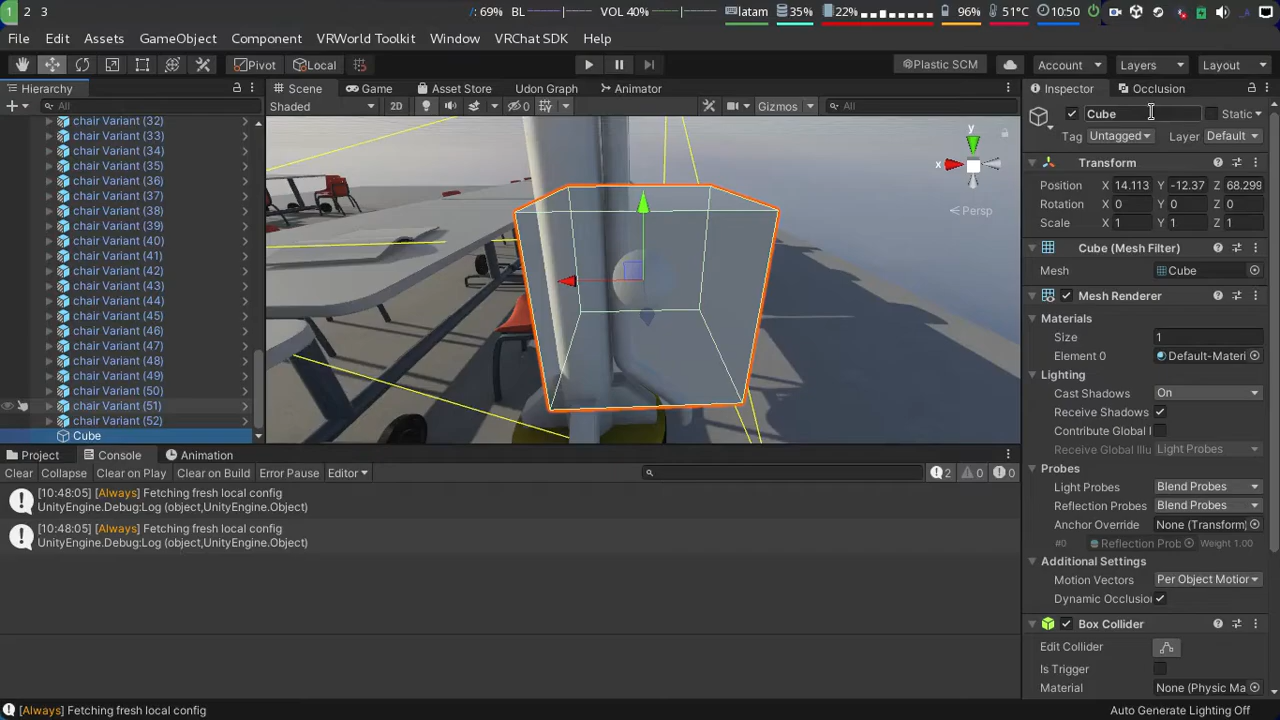 1 2 3 /: 69% BL VOL 40% latam 35% 22% 96% 51°C 10:50
File Edit Assets GameObject Component VRWorld Toolkit Window VRChat SDK Help
Pivot Local Plastic SCM Account Layers Layout
Hierarchy Scene Game Asset Store Udon Graph Animator Inspector Occlusion
All Shaded 2D 0 Gizmos All
Cube Static
Tag Untagged Layer Default
Transform
Position X 14.113 Y -12.37 Z 68.299
Rotation X 0 Y 0 Z 0
Scale X 1 Y 1 Z 1
Cube (Mesh Filter)
Mesh Cube
Mesh Renderer
Materials
Size 1
Element 0 Default-Materi
Lighting
Cast Shadows On
Receive Shadows
Contribute Global I
Receive Global Illu Light Probes
Probes
Light Probes Blend Probes
Reflection Probes Blend Probes
Anchor Override None (Transform)
#0 Reflection Prob Weight 1.00
Additional Settings
Motion Vectors Per Object Motion
Dynamic Occlusion
Box Collider
Edit Collider
Is Trigger
Material None (Physic Ma
chair Variant (32)
chair Variant (33)
chair Variant (34)
chair Variant (35)
chair Variant (36)
chair Variant (37)
chair Variant (38)
chair Variant (39)
chair Variant (40)
chair Variant (41)
chair Variant (42)
chair Variant (43)
chair Variant (44)
chair Variant (45)
chair Variant (46)
chair Variant (47)
chair Variant (48)
chair Variant (49)
chair Variant (50)
chair Variant (51)
chair Variant (52)
Cube
y
x
Persp
Project Console Animation
Clear Collapse Clear on Play Clear on Build Error Pause Editor 2 0 0
[10:48:05] [Always] Fetching fresh local config
UnityEngine.Debug:Log (object,UnityEngine.Object)
[10:48:05] [Always] Fetching fresh local config
UnityEngine.Debug:Log (object,UnityEngine.Object)
[Always] Fetching fresh local config
Auto Generate Lighting Off